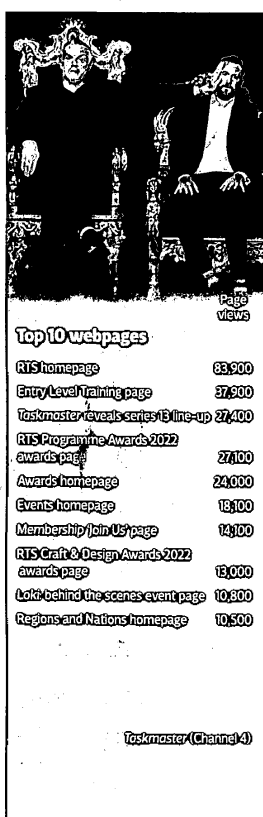 Page
views
Top 10 webpages
RTS homepage 83,900
Entry Level Training page 37,900
Taskmaster reveals series 13 line-up 27,400
RTS Programme Awards 2022
awards page 27,100
Awards homepage 24,000
Events homepage 18,100
Membership ‘Join Us’ page 14,100
RTS Craft & Design Awards 2022
awards page 13,000
Loki: behind the scenes event page 10,800
Regions and Nations homepage 10,500
Taskmaster (Channel 4)